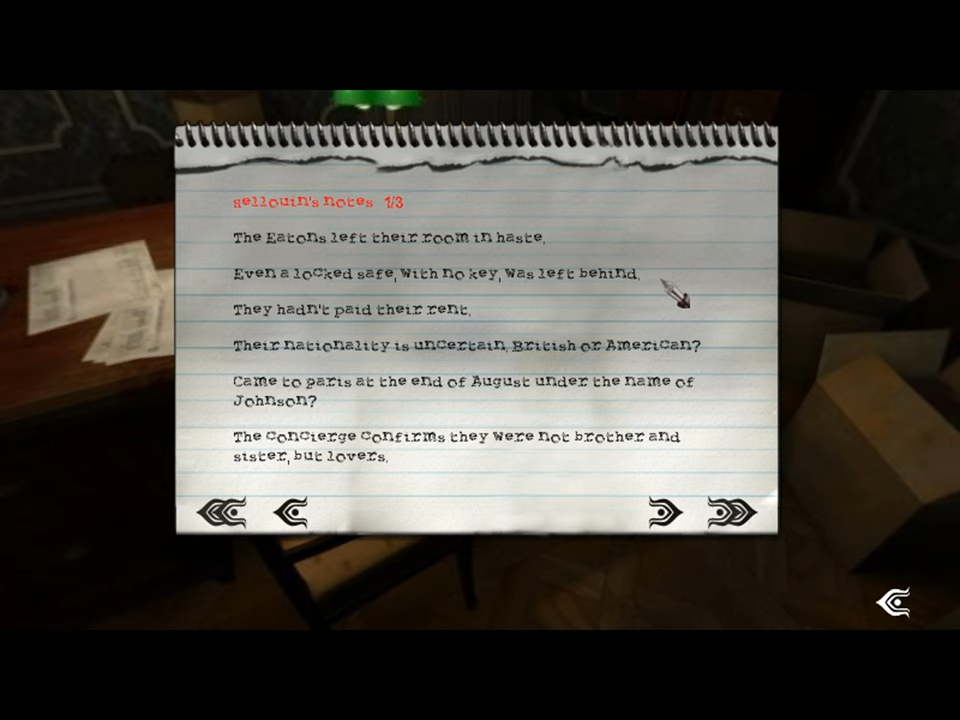 sellouin's notes 1/3
The Eatons left their room in haste.
Even a locked safe, with no key, was left behind.
They hadn't paid their rent.
Their nationality is uncertain. British or American?
Came to paris at the end of August under the name of
Johnson?
The concierge confirms they were not brother and
sister, but lovers.